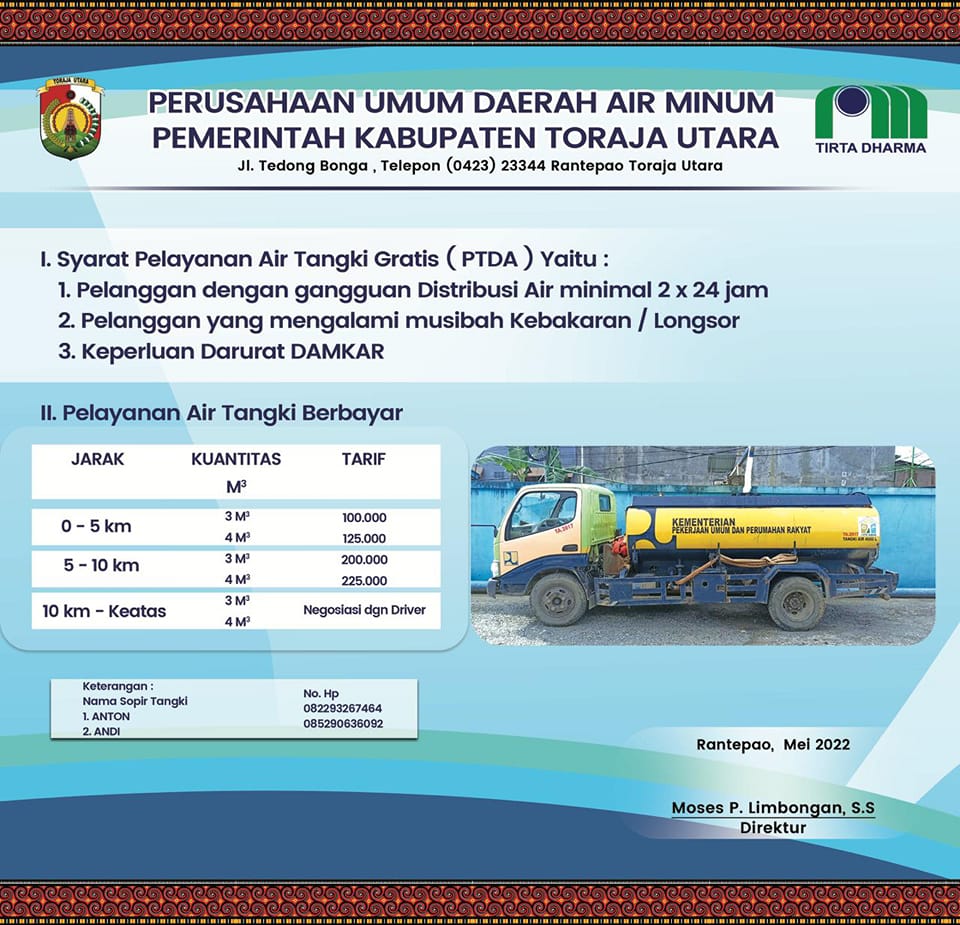 TORAJA UTARA
PERUSAHAAN UMUM DAERAH AIR MINUM
PEMERINTAH KABUPATEN TORAJA UTARA
Jl. Tedong Bonga , Telepon (0423) 23344 Rantepao Toraja Utara
TIRTA DHARMA
I. Syarat Pelayanan Air Tangki Gratis ( PTDA ) Yaitu :
1. Pelanggan dengan gangguan Distribusi Air minimal 2 x 24 jam
2. Pelanggan yang mengalami musibah Kebakaran / Longsor
3. Keperluan Darurat DAMKAR
II. Pelayanan Air Tangki Berbayar
JARAK KUANTITAS TARIF
M³
0 - 5 km
3 M³ 100.000
4 M³ 125.000
5 - 10 km
3 M³ 200.000
4 M³ 225.000
10 km - Keatas
3 M³
4 M³
Negosiasi dgn Driver
KEMENTERIAN
PEKERJAAN UMUM DAN PERUMAHAN RAKYAT
TA.2017
TA.2017
TANGKI AIR
Keterangan :
Nama Sopir Tangki No. Hp
1. ANTON 082293267464
2. ANDI 085290636092
Rantepao, Mei 2022
Moses P. Limbongan, S.S
Direktur